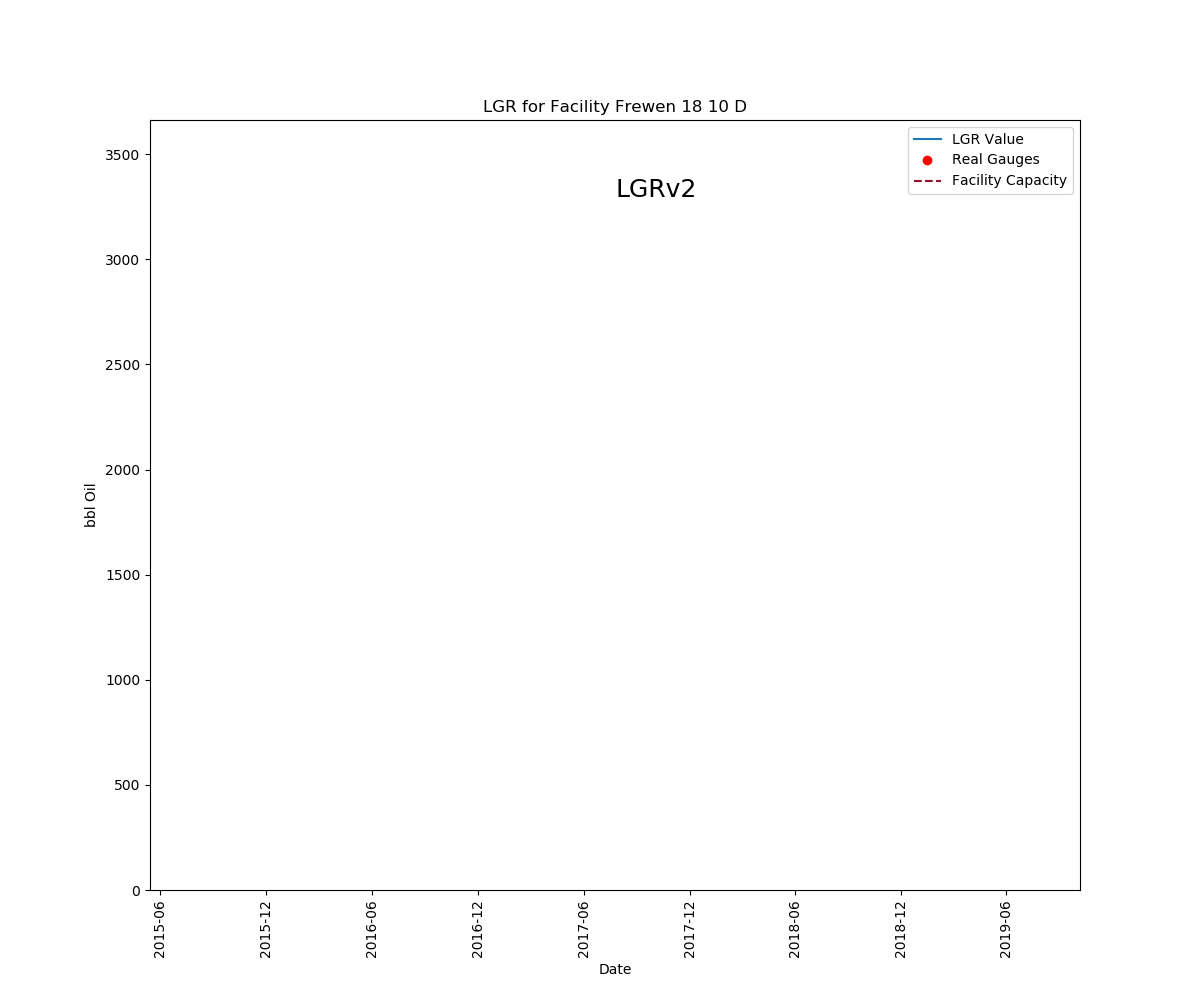 LGR for Facility Frewen 18 10 D
LGR Value
Real Gauges
Facility Capacity
LGRv2
3500
3000
2500
2000
1500
1000
500
0
bbl Oil
2015-06
2015-12
2016-06
2016-12
2017-06
2017-12
2018-06
2018-12
2019-06
Date